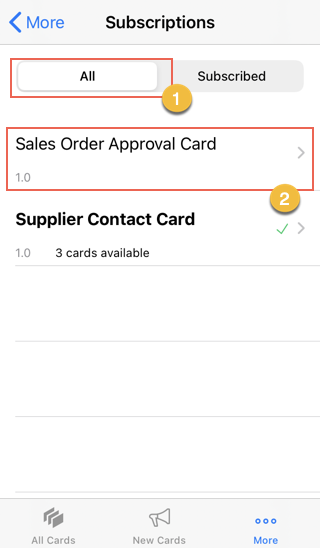 More Subscriptions
All Subscribed
1
Sales Order Approval Card
1.0
2
Supplier Contact Card
1.0 3 cards available
All Cards New Cards More